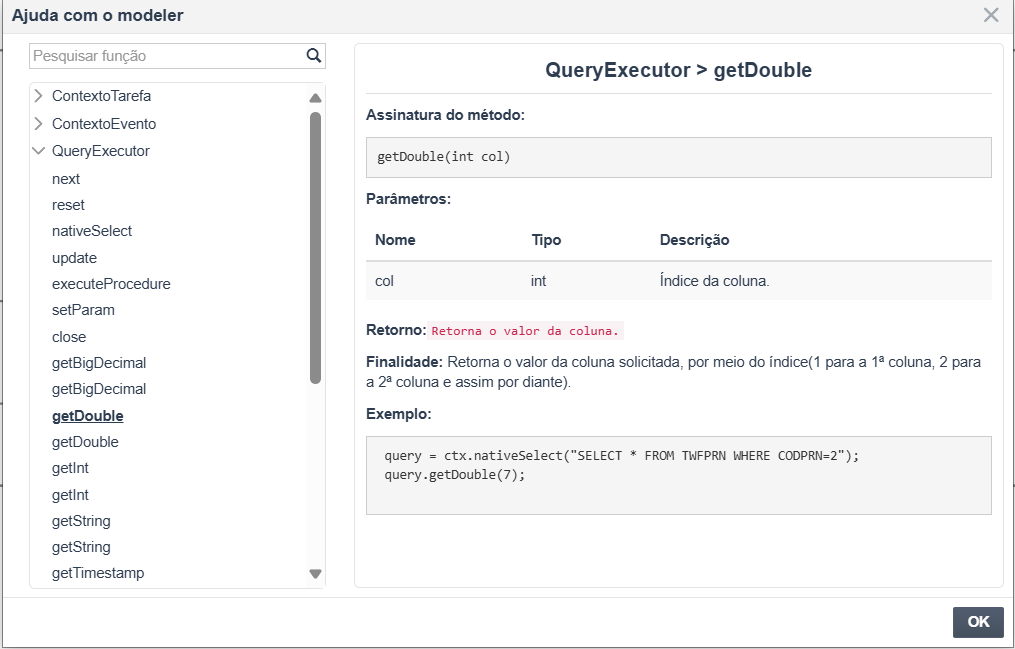 Ajuda com o modeler
Pesquisar função
ContextoTarefa
ContextoEvento
QueryExecutor
next
reset
nativeSelect
update
executeProcedure
setParam
close
getBigDecimal
getBigDecimal
getDouble
getDouble
getInt
getInt
getString
getString
getTimestamp
QueryExecutor > getDouble
Assinatura do método:
getDouble(int col)
Parâmetros:
Nome Tipo Descrição
col int Índice da coluna.
Retorno: Retorna o valor da coluna.
Finalidade: Retorna o valor da coluna solicitada, por meio do índice(1 para a 1ª coluna, 2 para
a 2ª coluna e assim por diante).
Exemplo:
query = ctx.nativeSelect("SELECT * FROM TWFPRN WHERE CODPRN=2");
query.getDouble(7);
OK